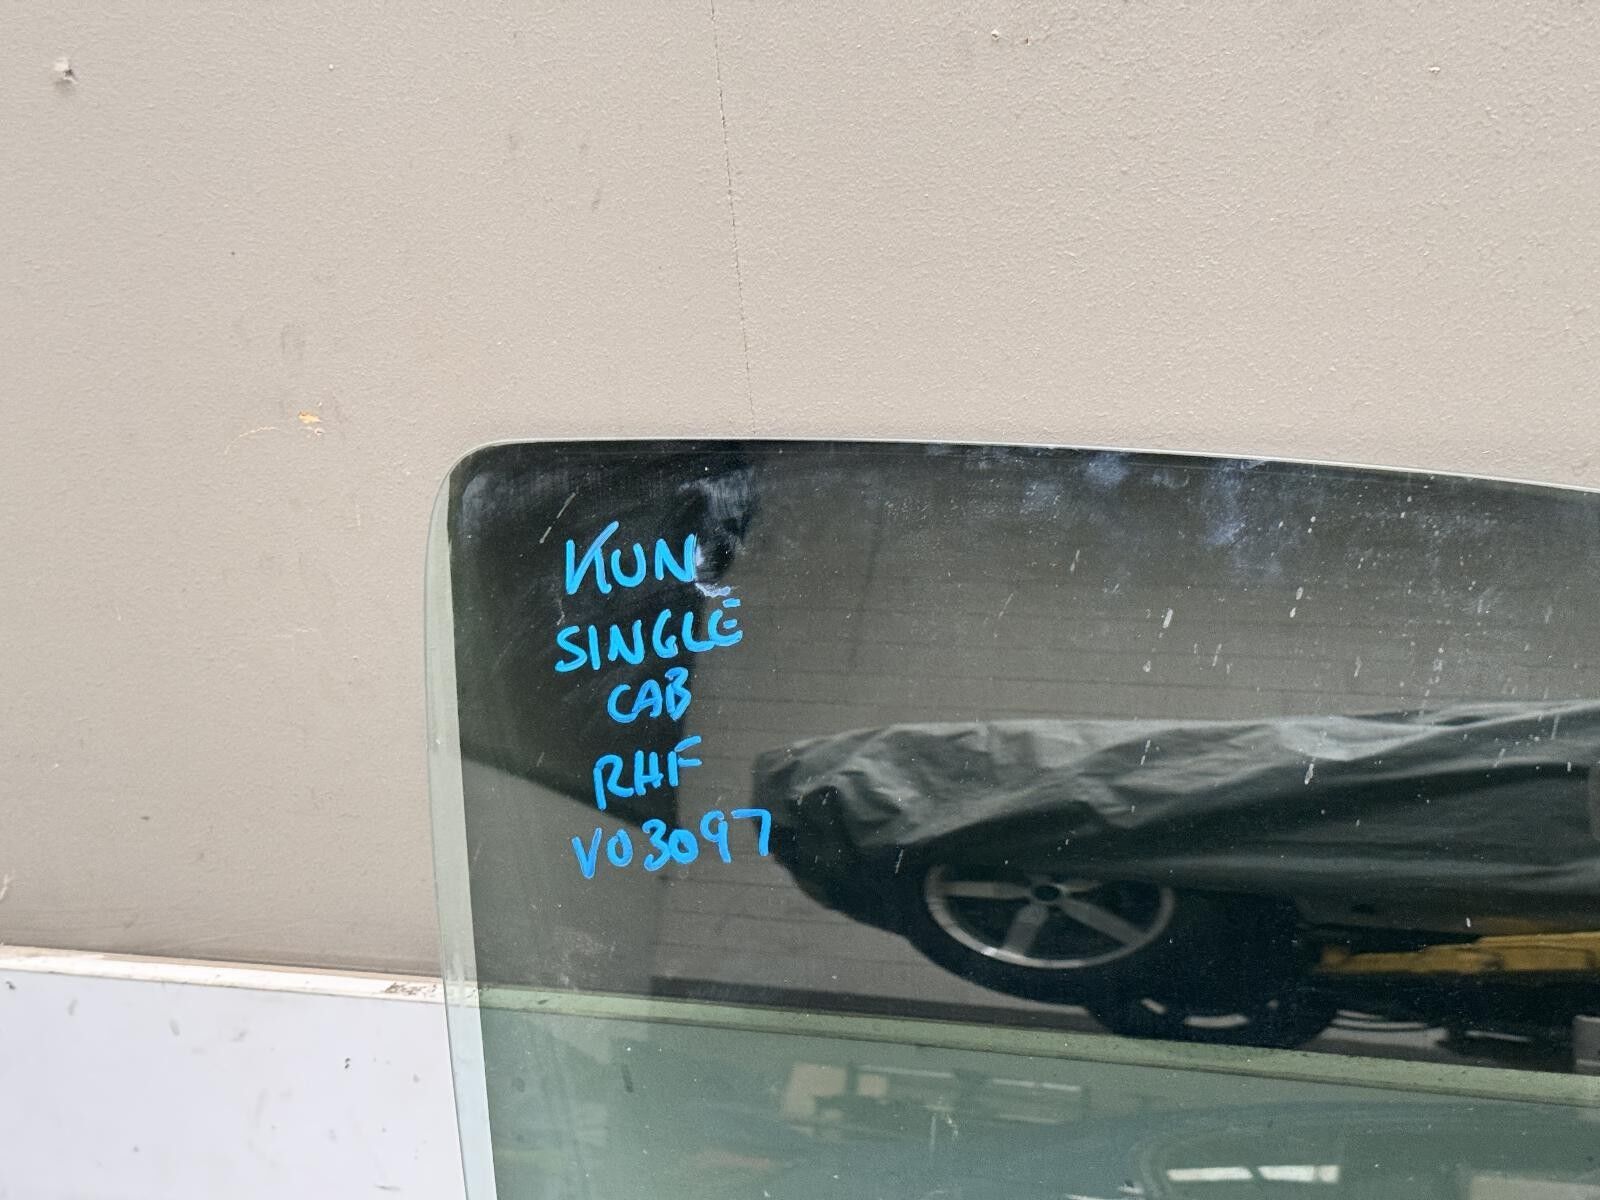 KUN
SINGLE
CAB
RHF
V03097